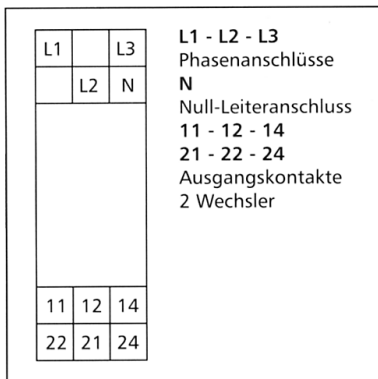 L1 L3
L2 N
11 12 14
22 21 24
L1 - L2 - L3
Phasenanschlüsse
N
Null-Leiteranschluss
11 - 12 - 14
21 - 22 - 24
Ausgangskontakte
2 Wechsler